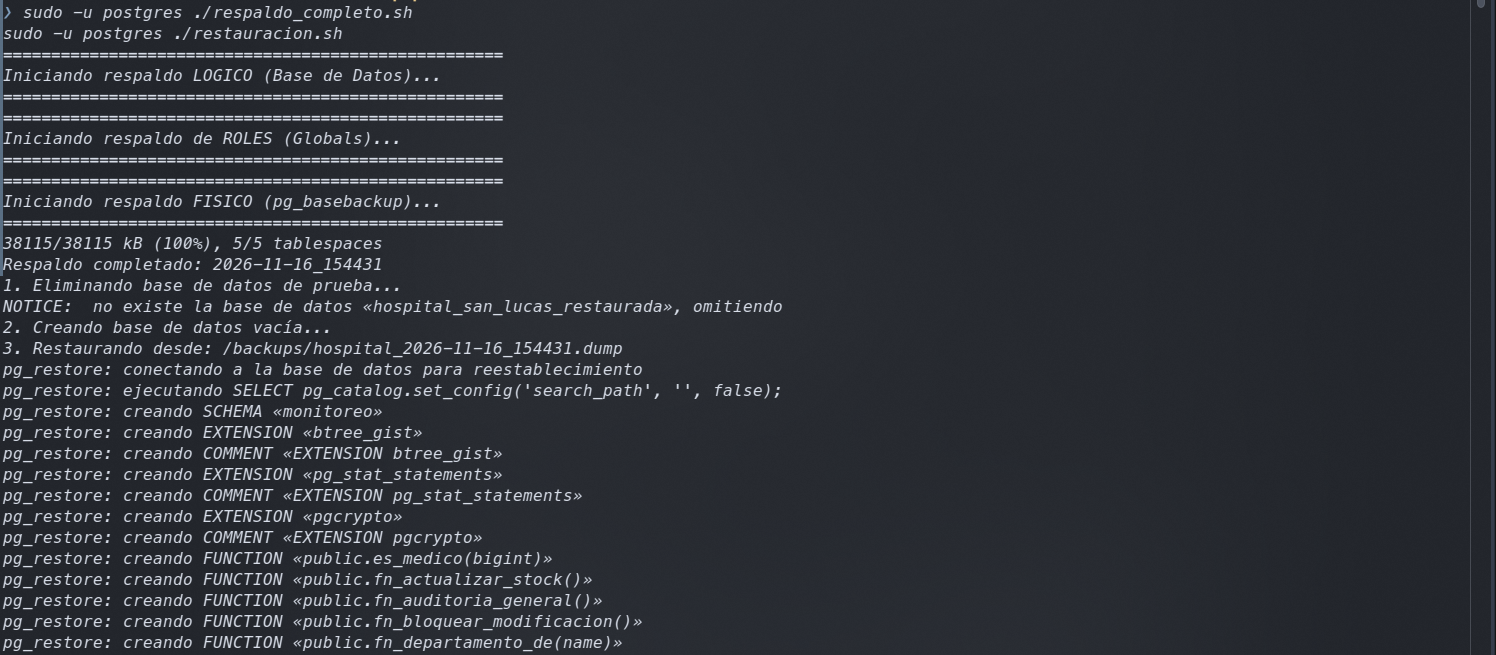 ❯ sudo -u postgres ./respaldo_completo.sh
sudo -u postgres ./restauracion.sh
==================================================
Iniciando respaldo LOGICO (Base de Datos)...
==================================================
==================================================
Iniciando respaldo de ROLES (Globals)...
==================================================
==================================================
Iniciando respaldo FISICO (pg_basebackup)...
==================================================
38115/38115 kB (100%), 5/5 tablespaces
Respaldo completado: 2026-11-16_154431
1. Eliminando base de datos de prueba...
NOTICE:  no existe la base de datos «hospital_san_lucas_restaurada», omitiendo
2. Creando base de datos vacía...
3. Restaurando desde: /backups/hospital_2026-11-16_154431.dump
pg_restore: conectando a la base de datos para reestablecimiento
pg_restore: ejecutando SELECT pg_catalog.set_config('search_path', '', false);
pg_restore: creando SCHEMA «monitoreo»
pg_restore: creando EXTENSION «btree_gist»
pg_restore: creando COMMENT «EXTENSION btree_gist»
pg_restore: creando EXTENSION «pg_stat_statements»
pg_restore: creando COMMENT «EXTENSION pg_stat_statements»
pg_restore: creando EXTENSION «pgcrypto»
pg_restore: creando COMMENT «EXTENSION pgcrypto»
pg_restore: creando FUNCTION «public.es_medico(bigint)»
pg_restore: creando FUNCTION «public.fn_actualizar_stock()»
pg_restore: creando FUNCTION «public.fn_auditoria_general()»
pg_restore: creando FUNCTION «public.fn_bloquear_modificacion()»
pg_restore: creando FUNCTION «public.fn_departamento_de(name)»